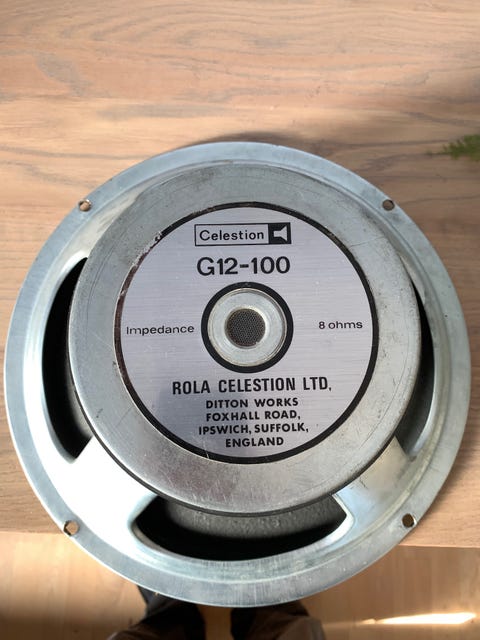 Celestion
G12-100
Impedance 8 ohms
ROLA CELESTION LTD,
DITTON WORKS
FOXHALL ROAD,
IPSWICH, SUFFOLK,
ENGLAND